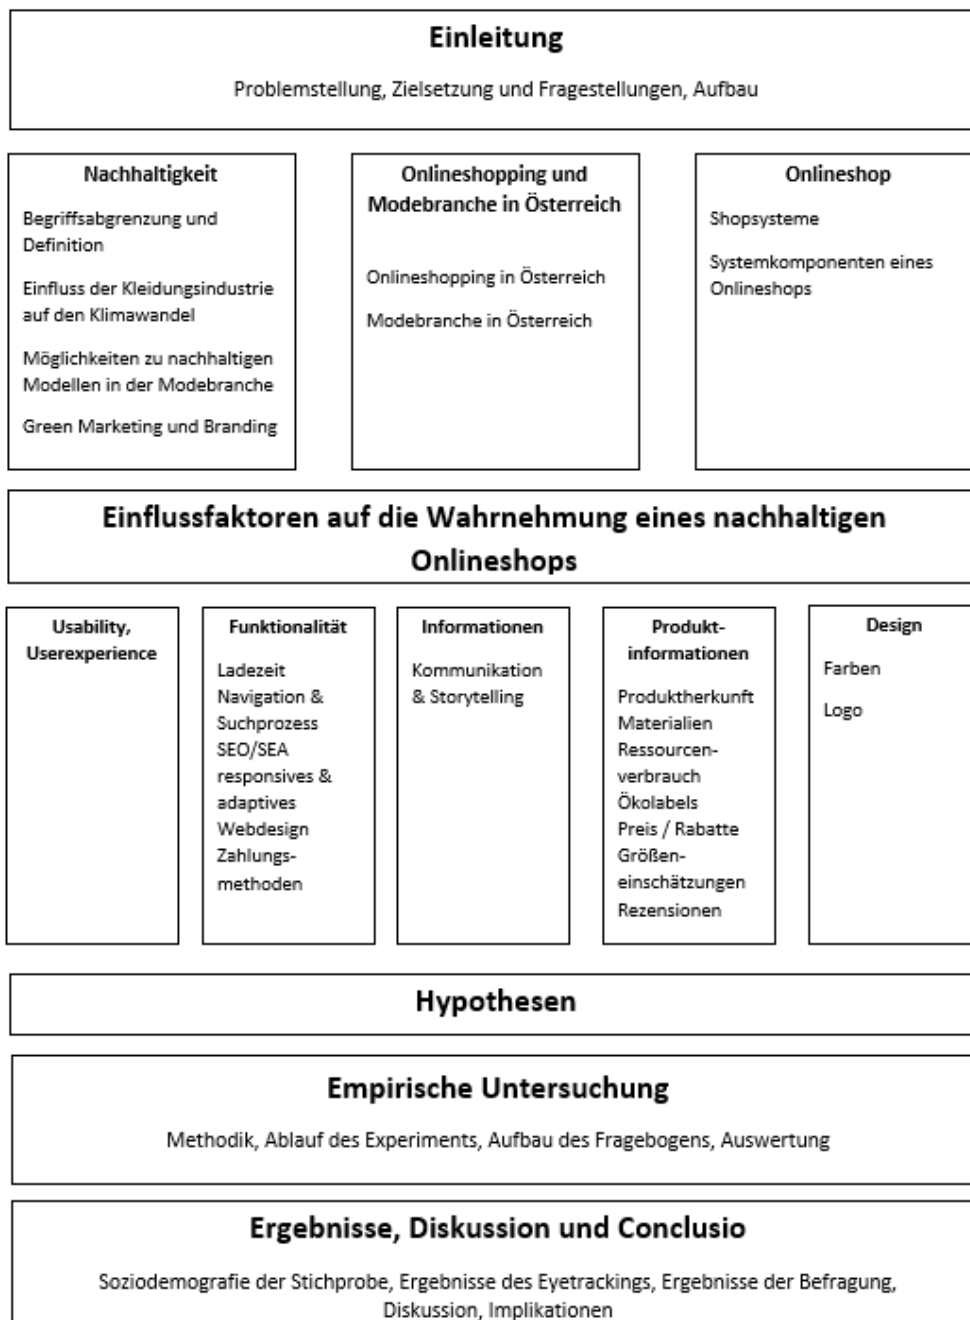 Einleitung
Problemstellung, Zielsetzung und Fragestellungen, Aufbau
Nachhaltigkeit
Begriffsabgrenzung und
Definition
Einfluss der Kleidungsindustrie
auf den Klimawandel
Möglichkeiten zu nachhaltigen
Modellen in der Modebranche
Green Marketing und Branding
Onlineshopping und
Modebranche in Österreich
Onlineshopping in Österreich
Modebranche in Österreich
Onlineshop
Shopsysteme
Systemkomponenten eines
Onlineshops
Einflussfaktoren auf die Wahrnehmung eines nachhaltigen
Onlineshops
Usability,
Userexperience
Funktionalität
Ladezeit
Navigation &
Suchprozess
SEO/SEA
responsives &
adaptives
Webdesign
Zahlungs-
methoden
Informationen
Kommunikation
& Storytelling
Produkt-
informationen
Produktherkunft
Materialien
Ressourcen-
verbrauch
Ökolabels
Preis / Rabatte
Größen-
einschätzungen
Rezensionen
Design
Farben
Logo
Hypothesen
Empirische Untersuchung
Methodik, Ablauf des Experiments, Aufbau des Fragebogens, Auswertung
Ergebnisse, Diskussion und Conclusio
Soziodemografie der Stichprobe, Ergebnisse des Eyetrackings, Ergebnisse der Befragung,
Diskussion, Implikationen